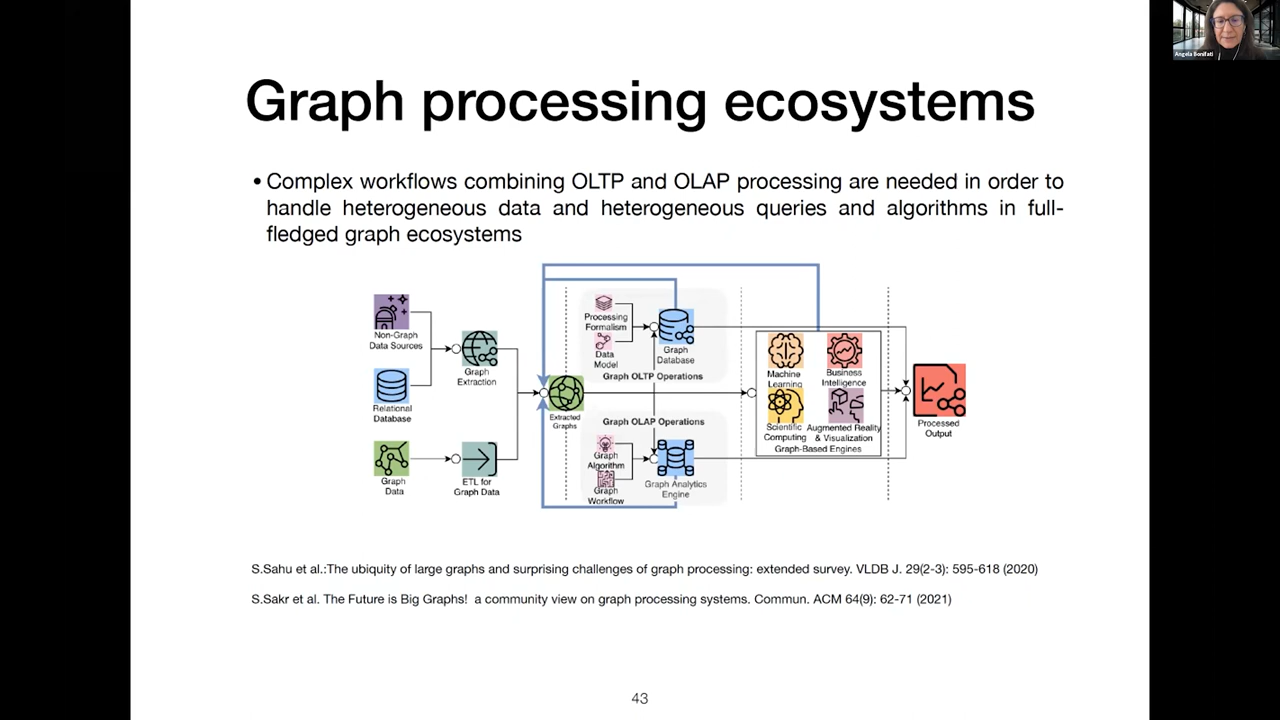 Angela Bonifati
Graph processing ecosystems
• Complex workflows combining OLTP and OLAP processing are needed in order to
handle heterogeneous data and heterogeneous queries and algorithms in full-
fledged graph ecosystems
Non-Graph
Data Sources
Relational
Database
Graph
Data
Graph
Extraction
ETL for
Graph Data
Extracted
Graphs
Processing
Formalism
Data
Model
Graph
Database
Graph OLTP Operations
Graph OLAP Operations
Graph
Algorithm
Graph
Workflow
Graph Analytics
Engine
Machine
Learning
Business
Intelligence
Scientific
Computing
Augmented Reality
& Visualization
Graph-Based Engines
Processed
Output
S.Sahu et al.:The ubiquity of large graphs and surprising challenges of graph processing: extended survey. VLDB J. 29(2-3): 595-618 (2020)
S.Sakr et al. The Future is Big Graphs! a community view on graph processing systems. Commun. ACM 64(9): 62-71 (2021)
43